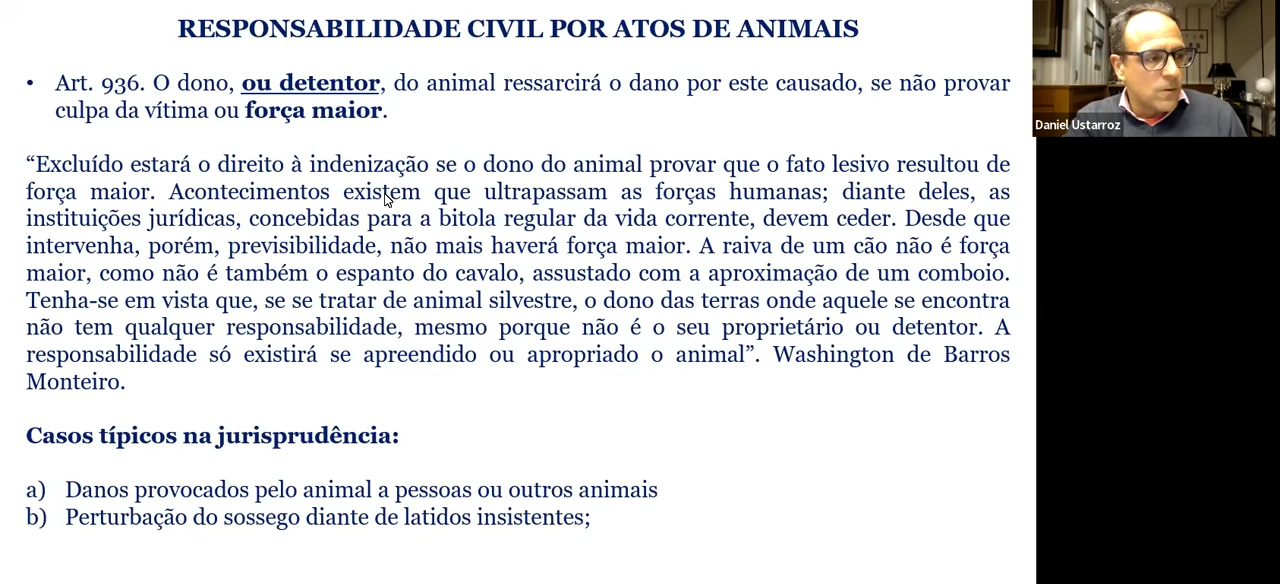 RESPONSABILIDADE CIVIL POR ATOS DE ANIMAIS
• Art. 936. O dono, ou detentor, do animal ressarcirá o dano por este causado, se não provar
culpa da vítima ou força maior.
“Excluído estará o direito à indenização se o dono do animal provar que o fato lesivo resultou de
força maior. Acontecimentos existem que ultrapassam as forças humanas; diante deles, as
instituições jurídicas, concebidas para a bitola regular da vida corrente, devem ceder. Desde que
intervenha, porém, previsibilidade, não mais haverá força maior. A raiva de um cão não é força
maior, como não é também o espanto do cavalo, assustado com a aproximação de um comboio.
Tenha-se em vista que, se se tratar de animal silvestre, o dono das terras onde aquele se encontra
não tem qualquer responsabilidade, mesmo porque não é o seu proprietário ou detentor. A
responsabilidade só existirá se apreendido ou apropriado o animal”. Washington de Barros
Monteiro.
Casos típicos na jurisprudência:
a) Danos provocados pelo animal a pessoas ou outros animais
b) Perturbação do sossego diante de latidos insistentes;
Daniel Ustarroz